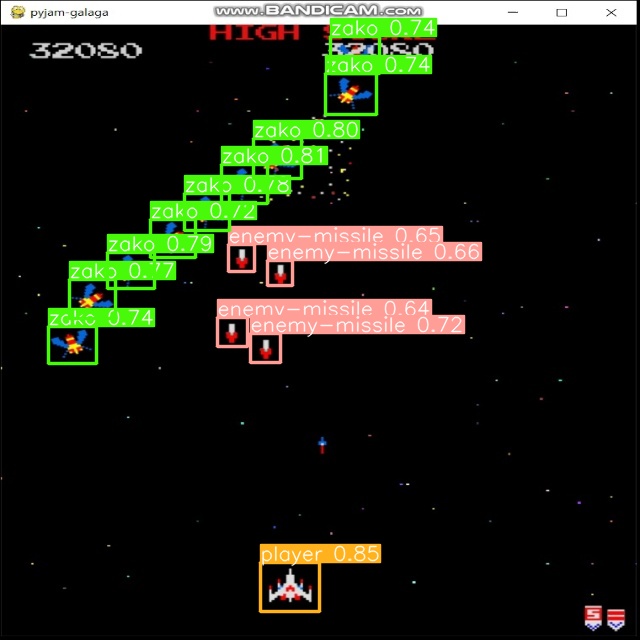 pyjam-galaga
www.BANDICAM.com
HIGH
32080
32080
zako 0.74
zako 0.74
zako 0.80
zako 0.81
zako 0.78
zako 0.72
zako 0.79
zako 0.77
zako 0.74
enemy-missile 0.65
enemy-missile 0.66
enemy-missile 0.64
enemy-missile 0.72
player 0.85
5